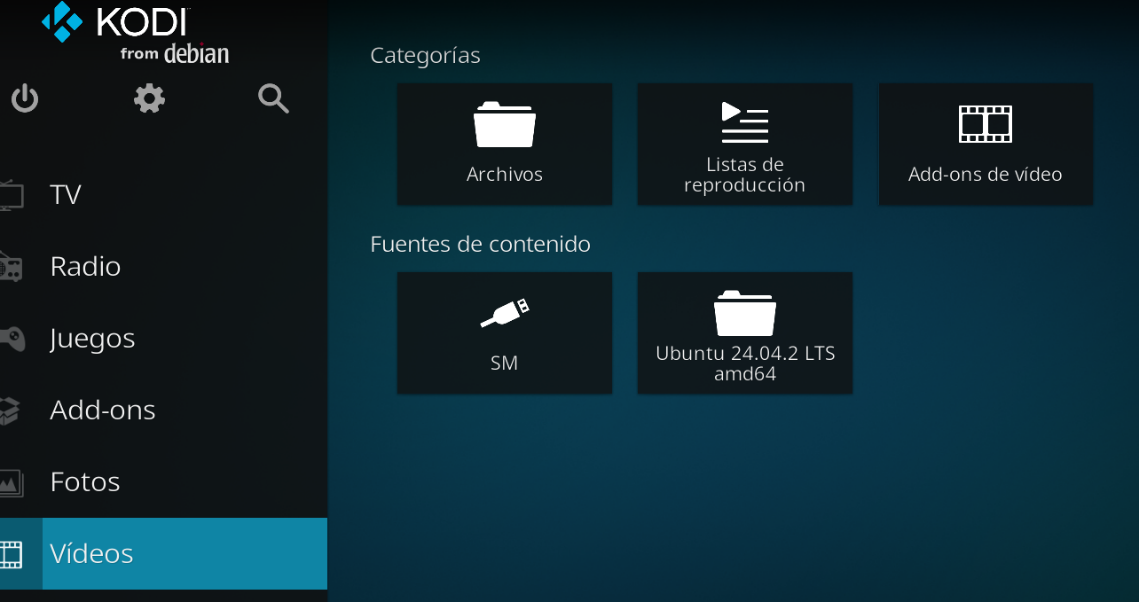 KODI
from debian
Categorías
Archivos
Listas de
reproducción
Add-ons de vídeo
Fuentes de contenido
SM
Ubuntu 24.04.2 LTS
amd64
TV
Radio
Juegos
Add-ons
Fotos
Vídeos